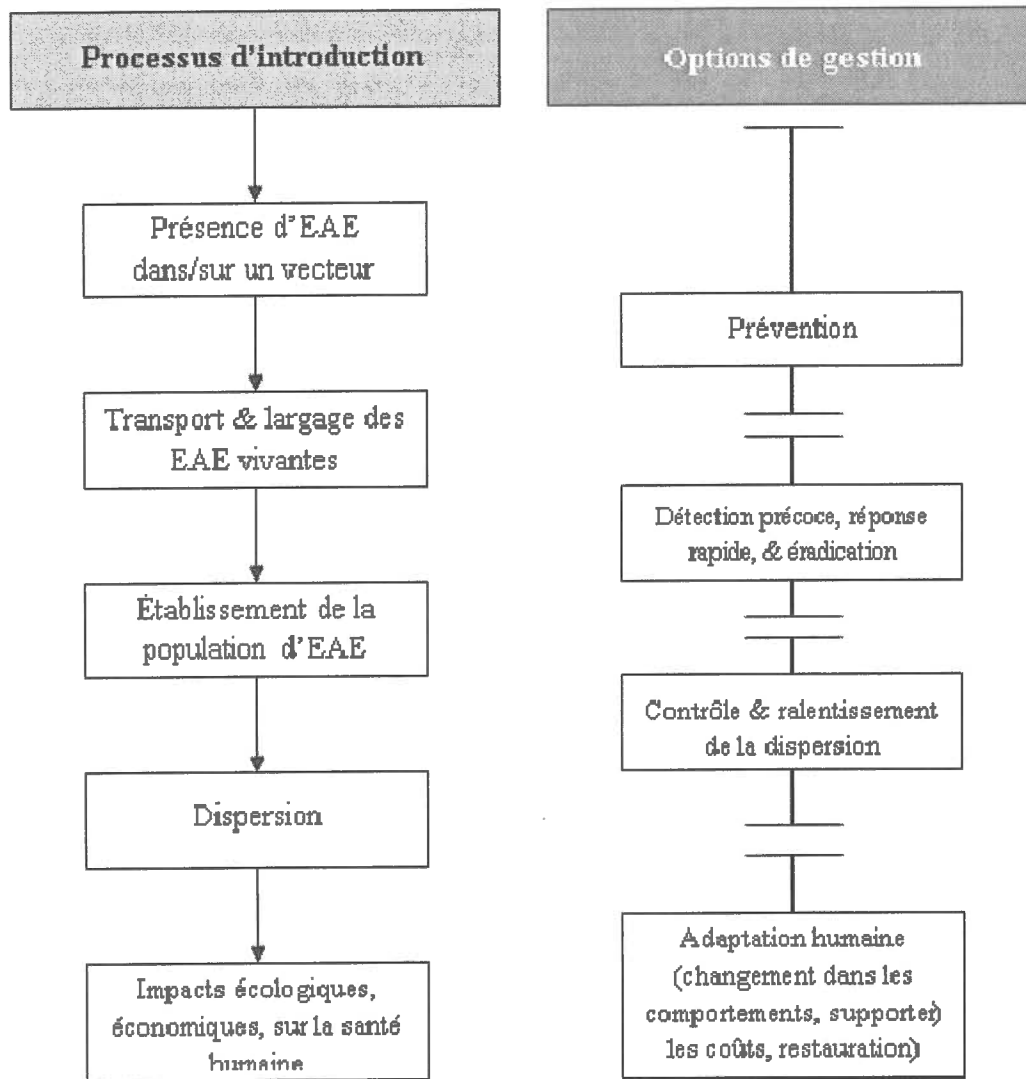 Processus d'introduction
Présence d'EAE
dans/sur un vecteur
Transport & largage des
EAE vivantes
Établissement de la
population d'EAE
Dispersion
Impacts écologiques,
économiques, sur la santé
humaine
Options de gestion
Prévention
Détection précoce, réponse
rapide, & éradication
Contrôle & ralentissement
de la dispersion
Adaptation humaine
(changement dans les
comportements, supporter)
les coûts, restauration)